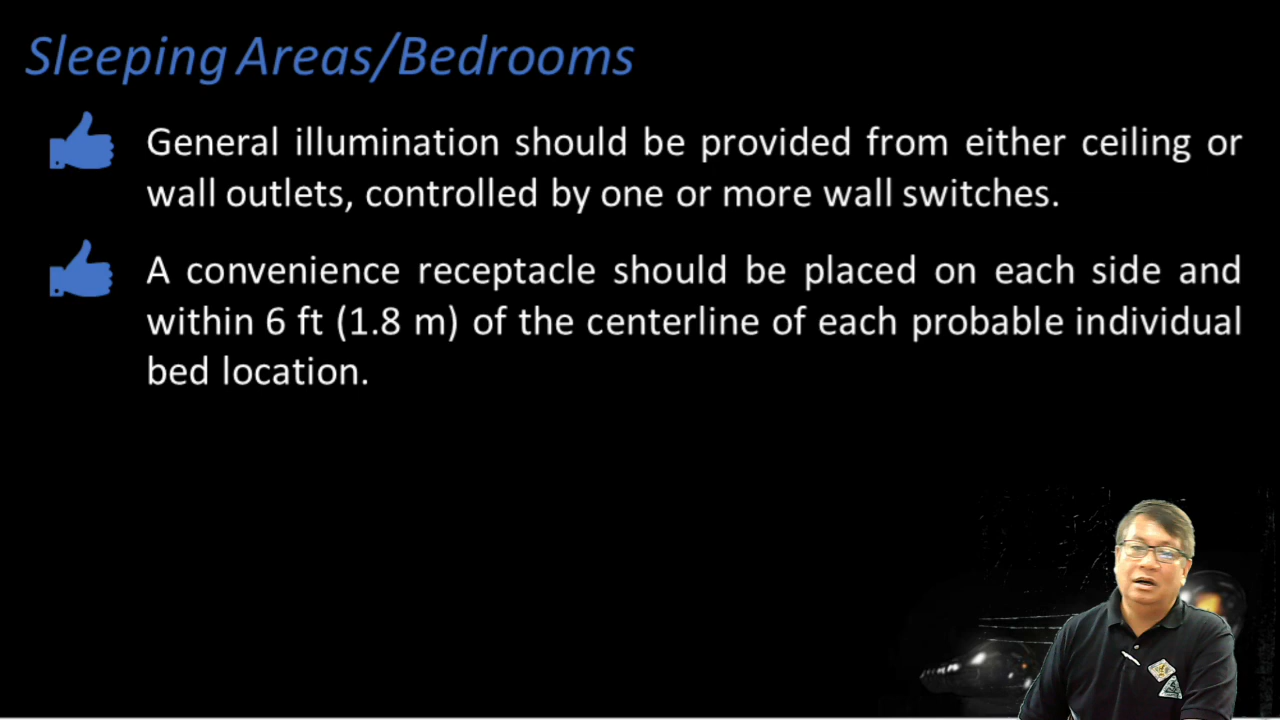 Sleeping Areas/Bedrooms
General illumination should be provided from either ceiling or
wall outlets, controlled by one or more wall switches.
A convenience receptacle should be placed on each side and
within 6 ft (1.8 m) of the centerline of each probable individual
bed location.